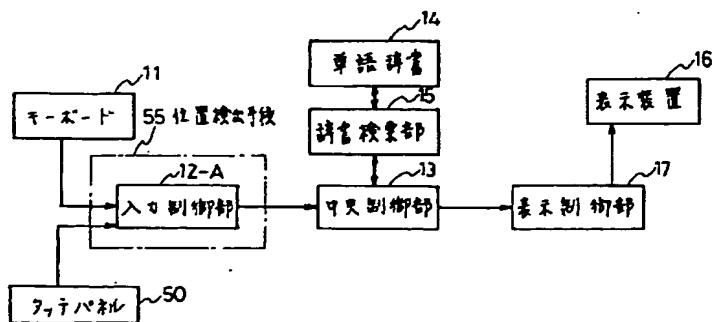 14
単語辞書
11
キーボード
15
辞書検索部
16
表示装置
55 位置検出手段
12-A
入力制御部
13
中央制御部
17
表示制御部
タッチパネル
50